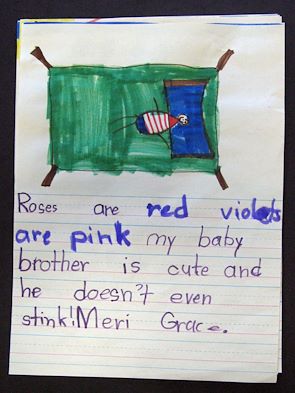 Roses are red violets
are pink my baby
brother is cute and
he doesn't even
stink! Meri Grace.